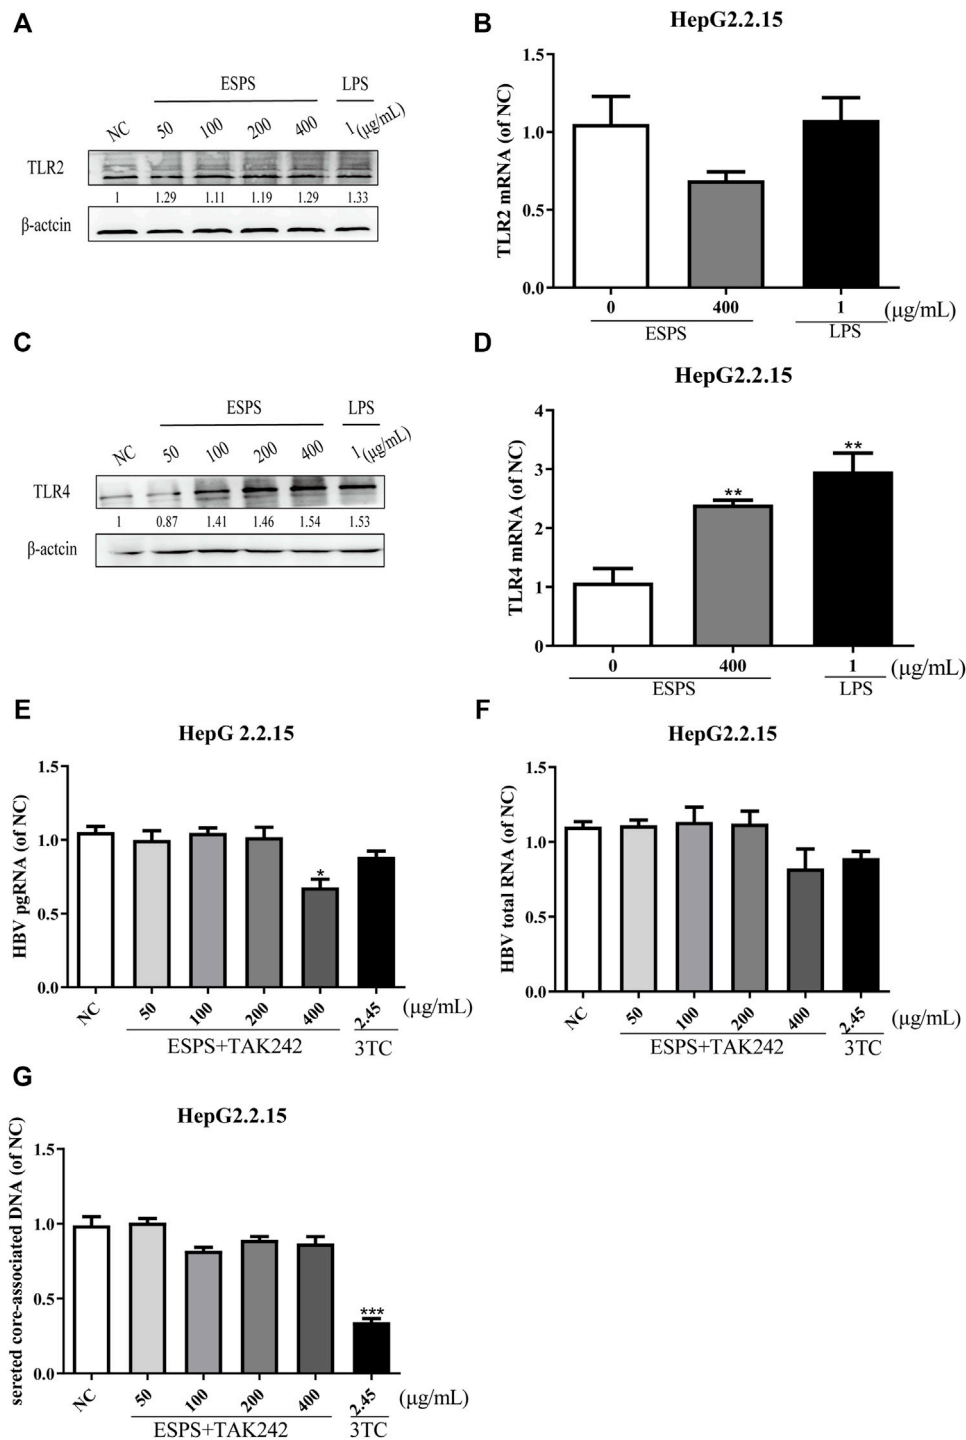 A
ESPS LPS
NC 50 100 200 400 1 (μg/mL)
TLR2
1 1.29 1.11 1.19 1.29 1.33
β-actcin
B
HepG2.2.15
TLR2 mRNA (of NC)
1.5
1.0
0.5
0.0
0 400 1 (μg/mL)
ESPS LPS
C
ESPS LPS
NC 50 100 200 400 1 (μg/mL)
TLR4
1 0.87 1.41 1.46 1.54 1.53
β-actcin
D
HepG2.2.15
TLR4 mRNA (of NC)
4
3
2
1
0
** **
0 400 1 (μg/mL)
ESPS LPS
E
HepG 2.2.15
HBV pgRNA (of NC)
1.5
1.0
0.5
0.0
*
NC 50 100 200 400 2.45 (μg/mL)
ESPS+TAK242 3TC
F
HepG2.2.15
HBV total RNA (of NC)
1.5
1.0
0.5
0.0
NC 50 100 200 400 2.45 (μg/mL)
ESPS+TAK242 3TC
G
HepG2.2.15
sereted core-associated DNA (of NC)
1.5
1.0
0.5
0.0
***
NC 50 100 200 400 2.45 (μg/mL)
ESPS+TAK242 3TC